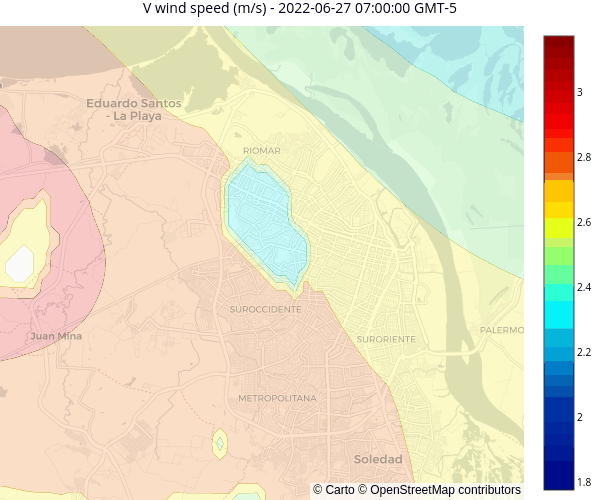 V wind speed (m/s) - 2022-06-27 07:00:00 GMT-5
3
Eduardo Santos
- La Playa
RIOMAR
2.8
2.6
2.4
SUROCCIDENTE
Juan Mina
SURORIENTE
PALERMO
2.2
METROPOLITANA
2
Soledad
1.8
© Carto © OpenStreetMap contributors